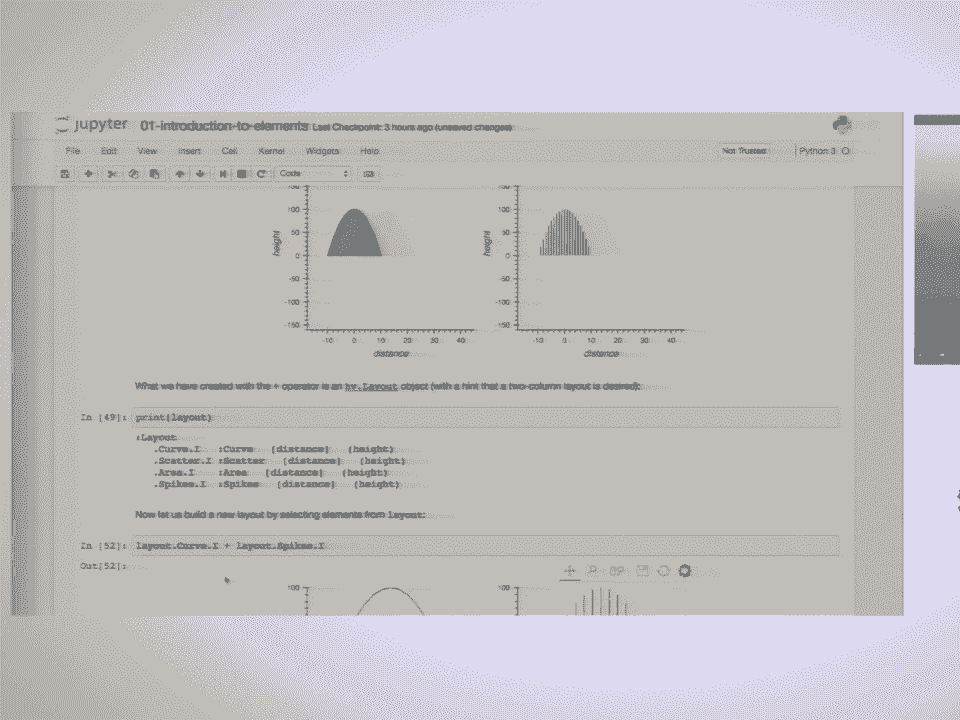 jupyter 01-introduction-to-elements Last Checkpoint: 3 hours ago (unsaved changes)
File Edit View Insert Cell Kernel Widgets Help Not Trusted Python 3
Code
150 150
100 100
50 50
0 0
-50 -50
-100 -100
-150 -150
height height
-10 0 10 20 30 40 -10 0 10 20 30 40
distance distance
What we have created with the + operator is an hv.Layout object (with a hint that a two-column layout is desired):
In [49]: print(layout)
:Layout
.Curve.I :Curve [distance] (height)
.Scatter.I :Scatter [distance] (height)
.Area.I :Area [distance] (height)
.Spikes.I :Spikes [distance] (height)
Now let us build a new layout by selecting elements from layout:
In [52]: layout.Curve.I + layout.Spikes.I
Out[52]:
100 100